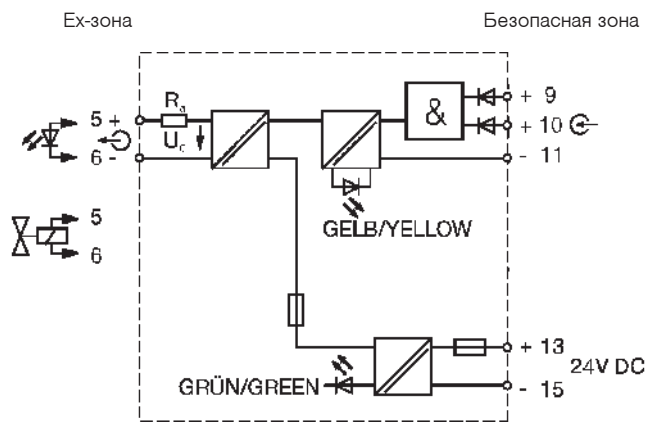 Ex-зона
Безопасная зона
+ 9
Rₐ
&
5 +
+ 10
U꜀
6 -
- 11
5
GELB/YELLOW
6
+ 13
24V DC
GRÜN/GREEN
- 15